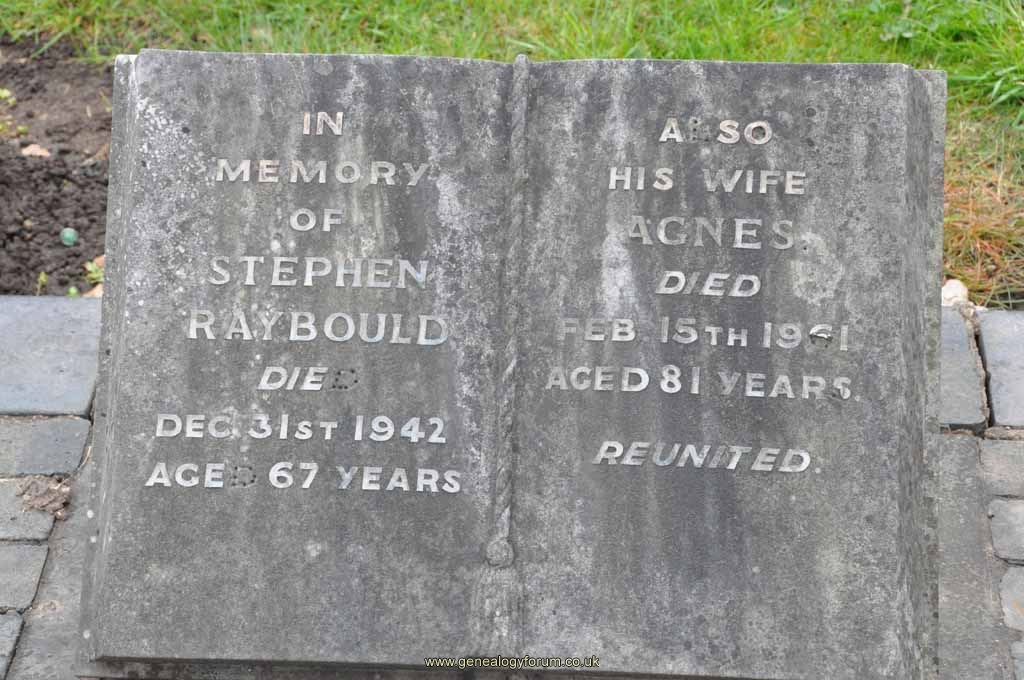 IN
MEMORY
OF
STEPHEN
RAYBOULD
DIED
DEC. 31ST 1942
AGED 67 YEARS.
ALSO
HIS WIFE
AGNES.
DIED
FEB. 15TH 1961
AGED 81 YEARS.
REUNITED.
www.genealogyforum.co.uk